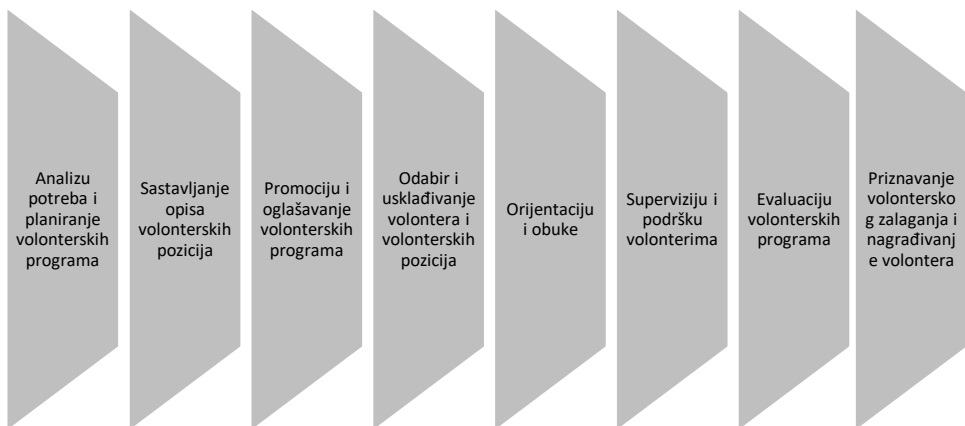 Analizu
potreba i
planiranje
volonterskih
programa
Sastavljanje
opisa
volonterskih
pozicija
Promociju i
oglašavanje
volonterskih
programa
Odabir i
usklađivanje
volontera i
volonterskih
pozicija
Orijentaciju
i obuke
Superviziju i
podršku
volonterima
Evaluaciju
volonterskih
programa
Priznavanje
volontersko
g zalaganja i
nagrađivanj
e volontera